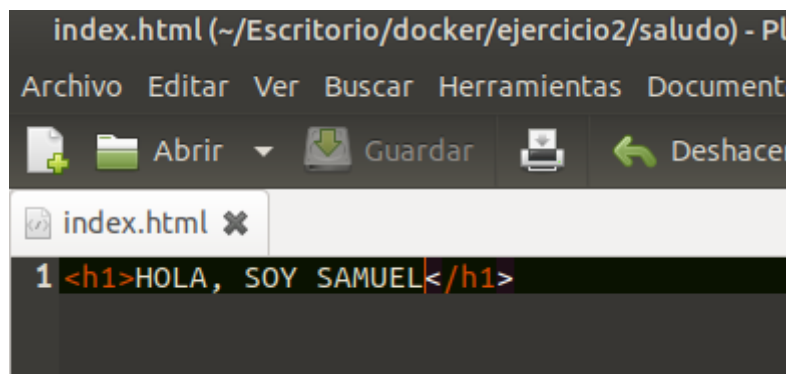 index.html (~/Escritorio/docker/ejercicio2/saludo) - Pl
Archivo Editar Ver Buscar Herramientas Document
Abrir Guardar Deshacer
index.html
1 <h1>HOLA, SOY SAMUEL</h1>